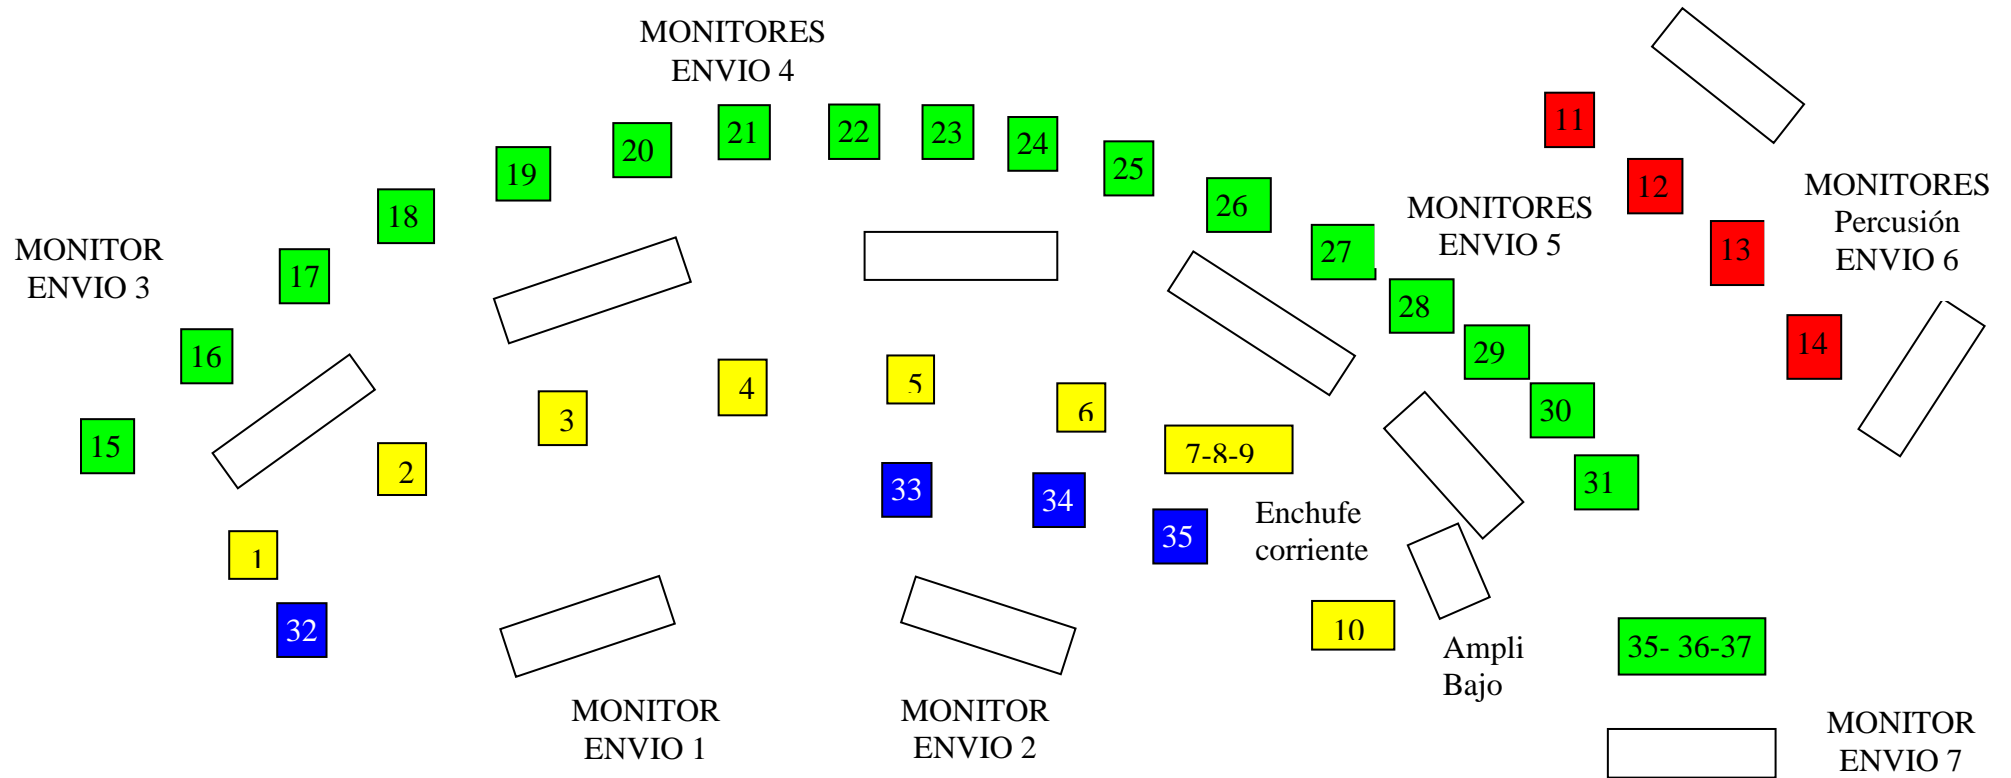 MONITORES
ENVIO 4
11
21
22
23
24
20
25
19
12
MONITORES
Percusión
ENVIO 6
26
18
MONITORES
ENVIO 5
27
13
MONITOR
ENVIO 3
17
28
14
16
29
4
5
6
30
3
15
2
7-8-9
31
33
34
35
Enchufe
corriente
1
32
10
Ampli
Bajo
35- 36-37
MONITOR
ENVIO 1
MONITOR
ENVIO 2
MONITOR
ENVIO 7